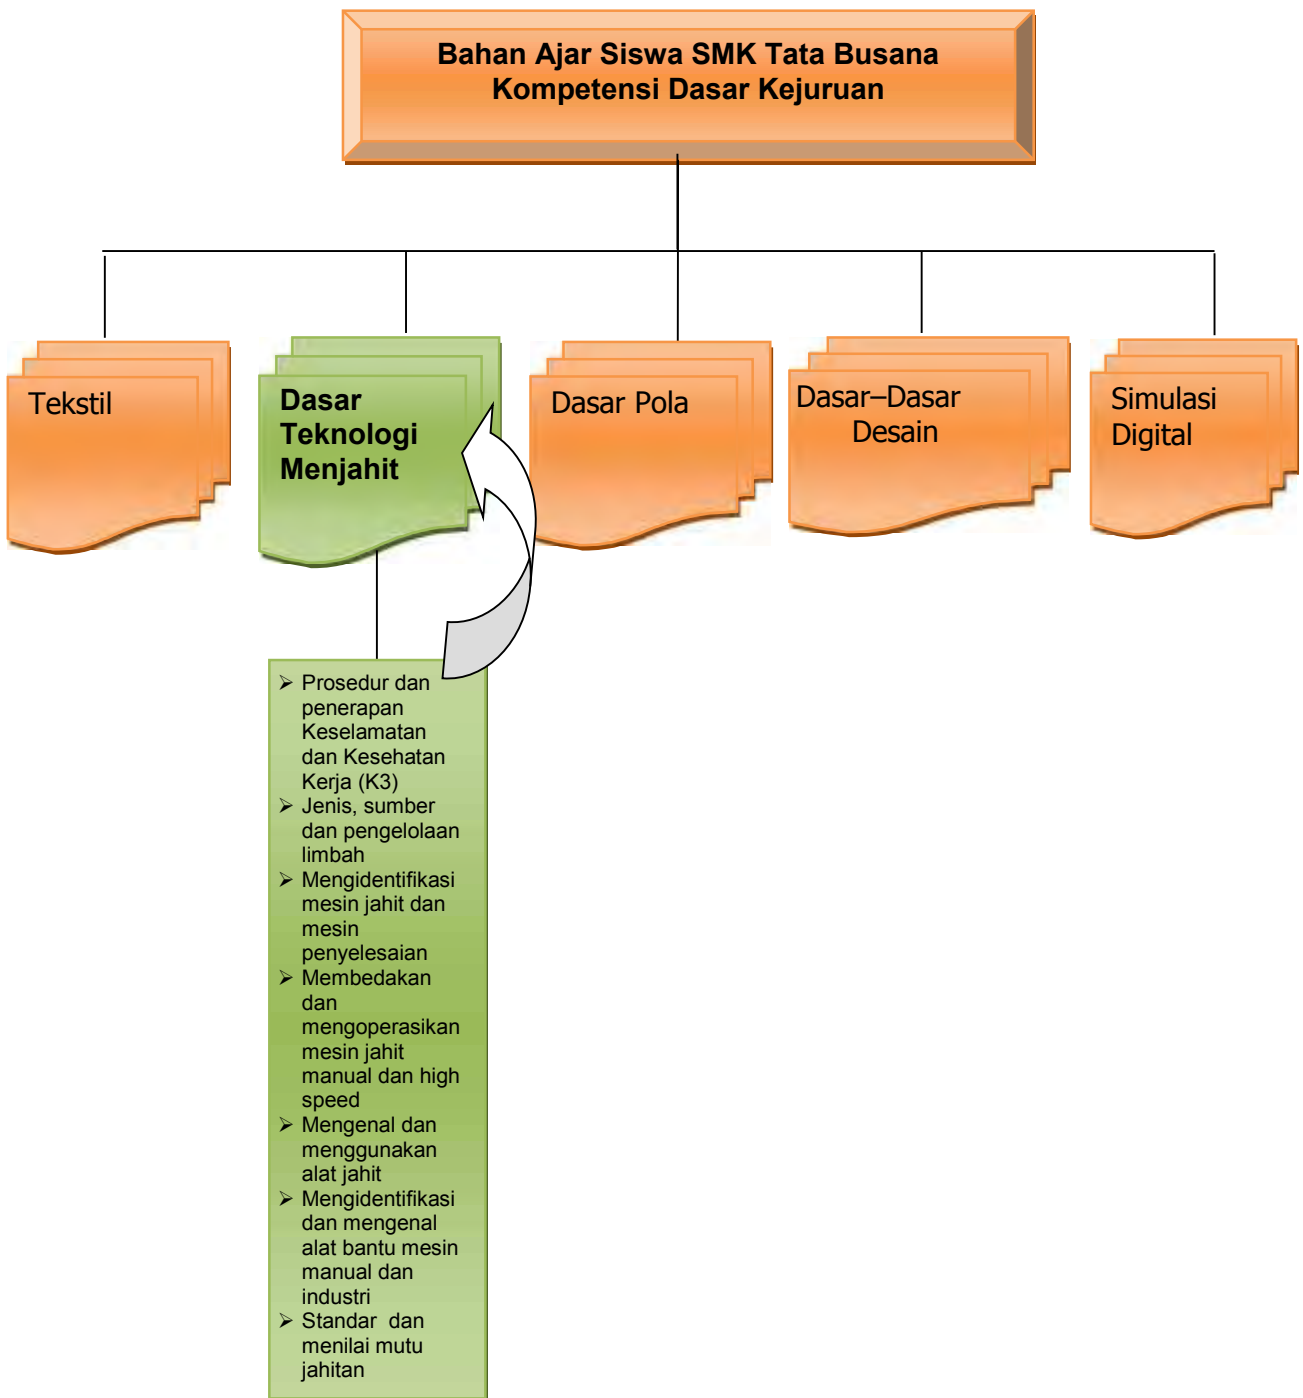 Bahan Ajar Siswa SMK Tata Busana
Kompetensi Dasar Kejuruan
Tekstil
Dasar
Teknologi
Menjahit
Dasar Pola
Dasar–Dasar
Desain
Simulasi
Digital
➢ Prosedur dan
penerapan
Keselamatan
dan Kesehatan
Kerja (K3)
➢ Jenis, sumber
dan pengelolaan
limbah
➢ Mengidentifikasi
mesin jahit dan
mesin
penyelesaian
➢ Membedakan
dan
mengoperasikan
mesin jahit
manual dan high
speed
➢ Mengenal dan
menggunakan
alat jahit
➢ Mengidentifikasi
dan mengenal
alat bantu mesin
manual dan
industri
➢ Standar dan
menilai mutu
jahitan